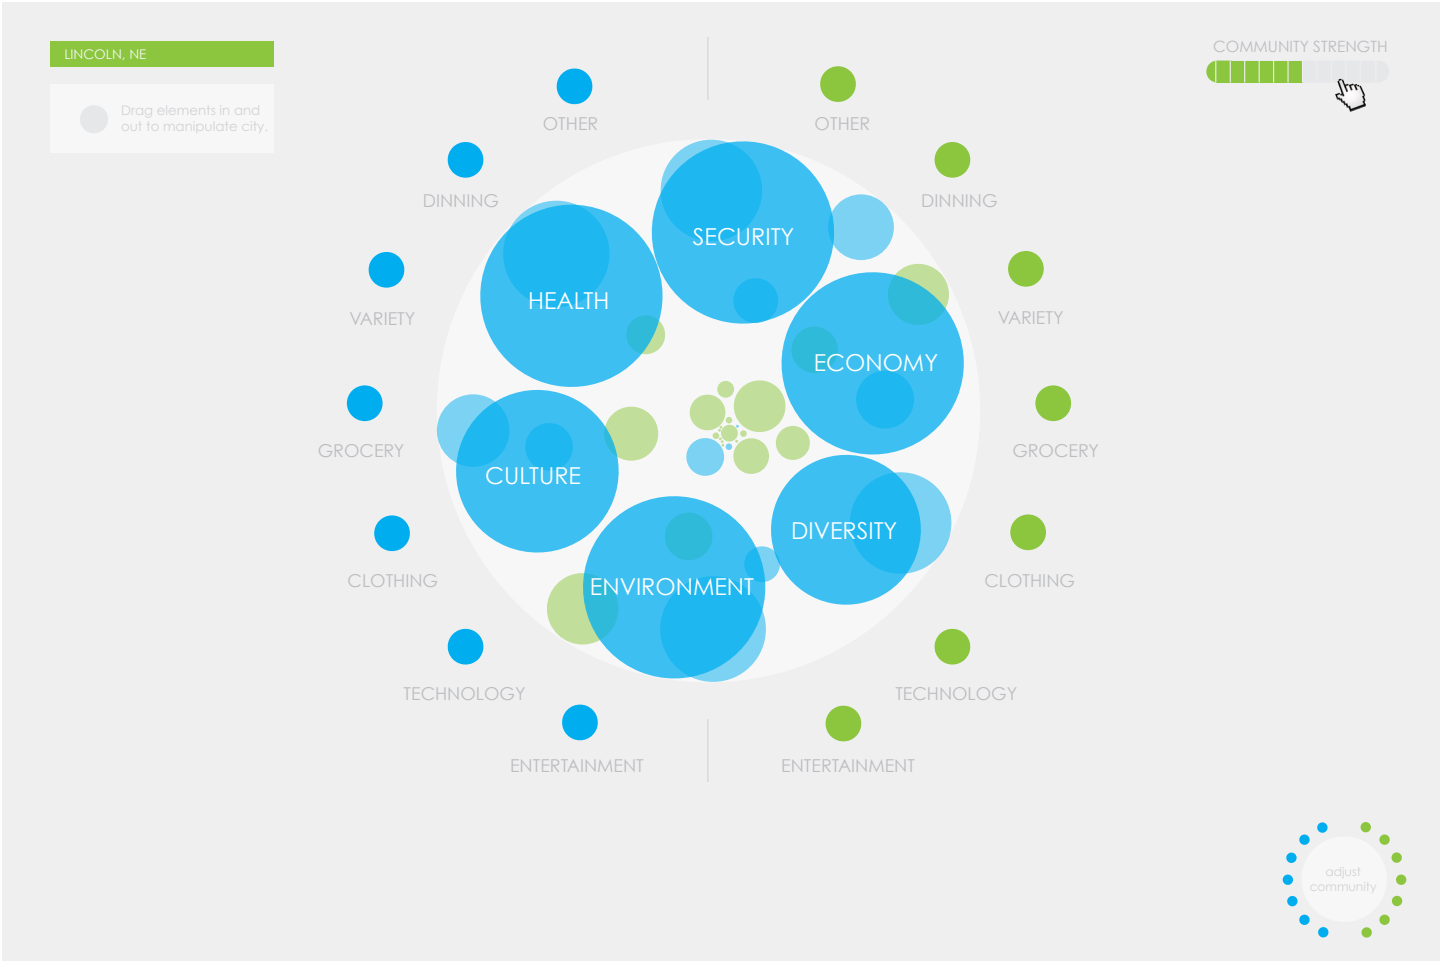 LINCOLN, NE
COMMUNITY STRENGTH
Drag elements in and
out to manipulate city.
OTHER
OTHER
DINNING
DINNING
SECURITY
HEALTH
VARIETY
VARIETY
ECONOMY
GROCERY
GROCERY
CULTURE
DIVERSITY
CLOTHING
CLOTHING
ENVIRONMENT
TECHNOLOGY
TECHNOLOGY
ENTERTAINMENT
ENTERTAINMENT
adjust
community